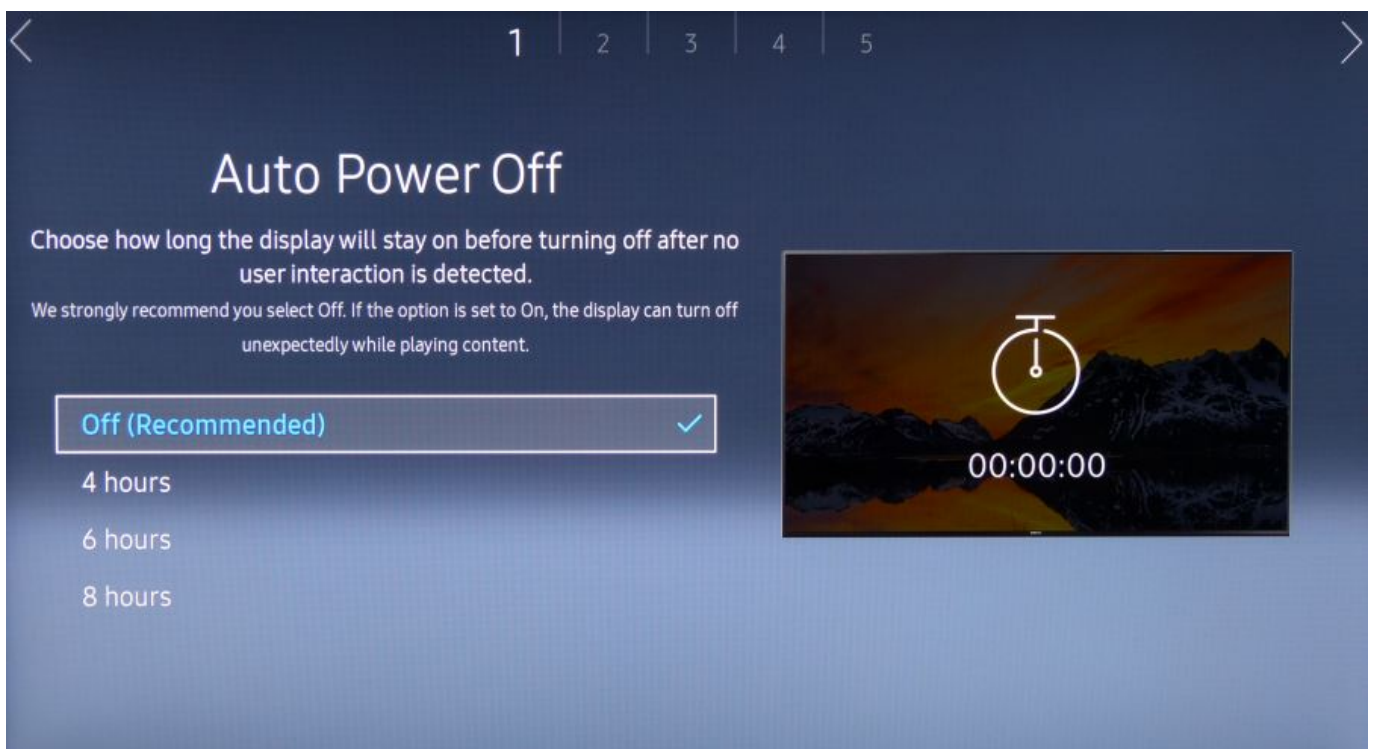 1 2 3 4 5
Auto Power Off
Choose how long the display will stay on before turning off after no
user interaction is detected.
We strongly recommend you select Off. If the option is set to On, the display can turn off
unexpectedly while playing content.
Off (Recommended)
4 hours
6 hours
8 hours
00:00:00